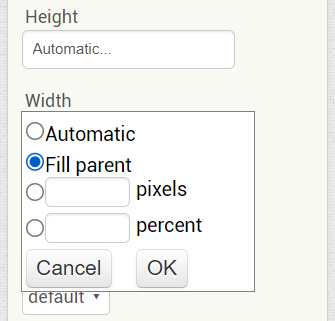 Height
Automatic...
Width
Automatic
Fill parent
pixels
percent
Cancel OK
default